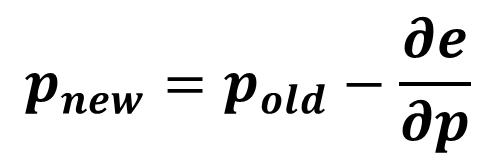 p_new = p_old − ∂e/∂p